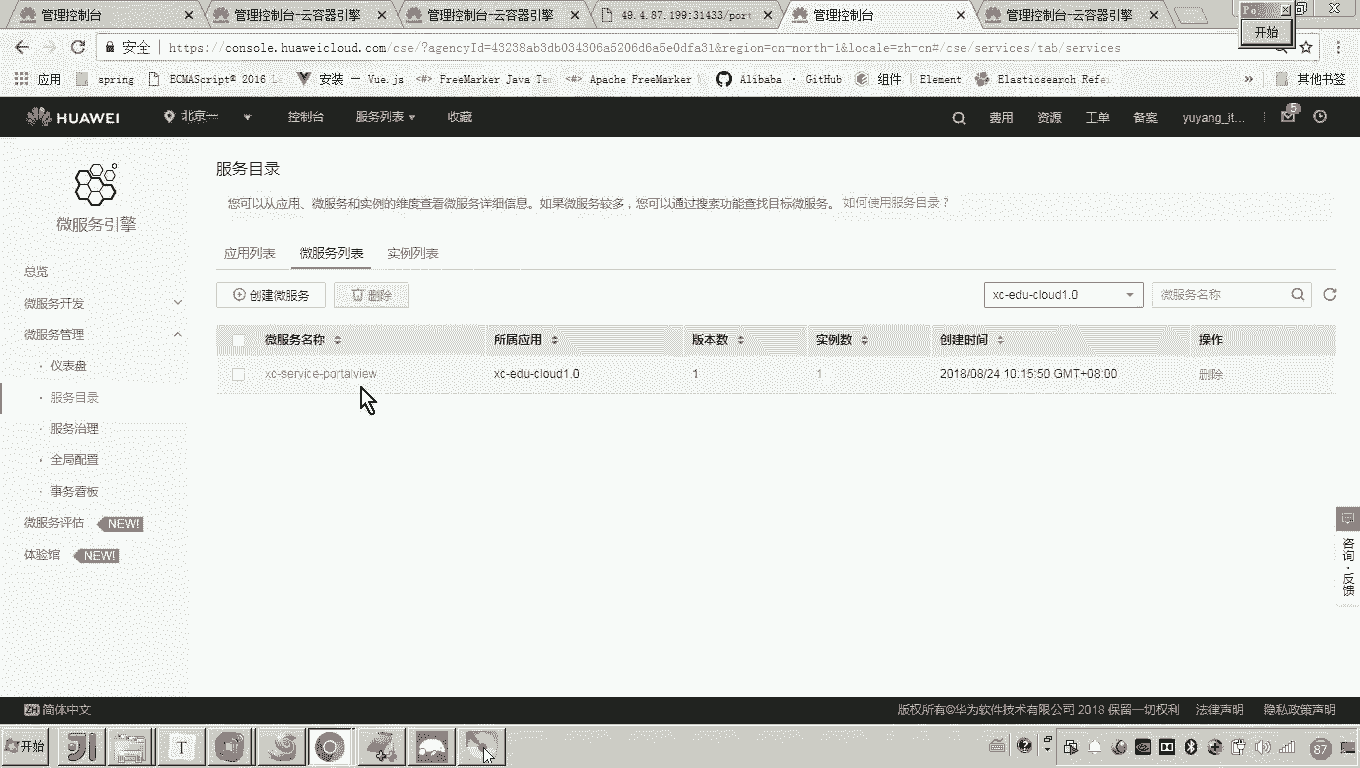 管理控制台
管理控制台-云容器引擎
管理控制台-云容器引擎
49.4.87.199:31433/port
管理控制台
管理控制台-云容器引擎
开始
安全 https://console.huaweicloud.com/cse/?agencyId=43238ab3db034306a5206d6a5e0dfa31&region=cn-north-1&locale=zh-cn#/cse/services/tab/services
应用 spring ECMAScript® 2016 L 安装 — Vue.js FreeMarker Java Te Apache FreeMarker Alibaba · GitHub 组件 | Element Elasticsearch Refe » 其他书签
HUAWEI 北京一 控制台 服务列表 收藏 费用 资源 工单 备案 yuyang_it... 5
微服务引擎
总览
微服务开发
微服务管理
· 仪表盘
· 服务目录
· 服务治理
· 全局配置
· 事务看板
微服务评估 NEW!
体验馆 NEW!
服务目录
您可以从应用、微服务和实例的维度查看微服务详细信息。如果微服务较多，您可以通过搜索功能查找目标微服务。 如何使用服务目录？
应用列表 微服务列表 实例列表
创建微服务 删除 xc-edu-cloud1.0 微服务名称
微服务名称 所属应用 版本数 实例数 创建时间 操作
xc-service-portalview xc-edu-cloud1.0 1 1 2018/08/24 10:15:50 GMT+08:00 删除
咨询·反馈
ZH 简体中文 版权所有©华为软件技术有限公司 2018 保留一切权利 法律声明 隐私政策声明
开始 T 87